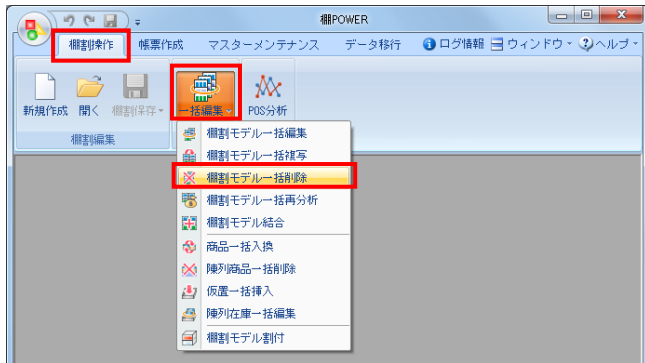 棚POWER
棚割操作 帳票作成 マスターメンテナンス データ移行 ログ情報 ウィンドウ ヘルプ
新規作成 開く 棚割保存 一括編集 POS分析
棚割編集
棚割モデル一括編集
棚割モデル一括複写
棚割モデル一括削除
棚割モデル一括再分析
棚割モデル結合
商品一括入換
陳列商品一括削除
仮置一括挿入
陳列在庫一括編集
棚割モデル割付